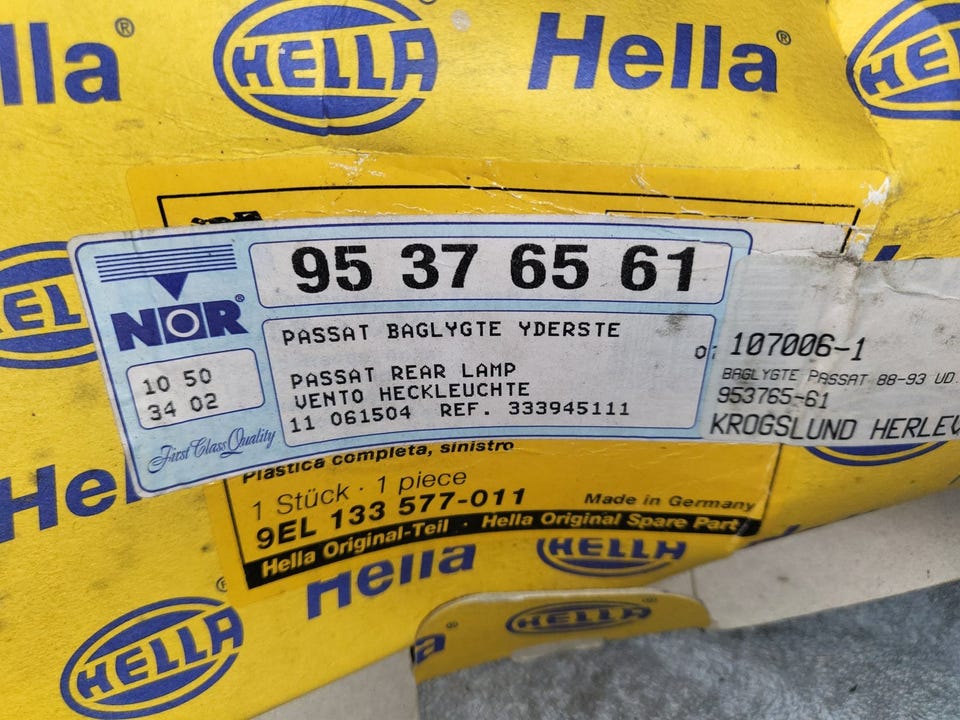 lla®
HELLA
Hella®
HELLA
HELLA
NOR®
95 37 65 61
10 50
34 02
First Class Quality
PASSAT BAGLYGTE YDERSTE
PASSAT REAR LAMP
VENTO HECKLEUCHTE
11 061504 REF. 333945111
107006-1
BAGLYGTE PASSAT 88-93 UD.
953765-61
KROGSLUND HERLEV
Hel
Plastica completa, sinistro
1 Stück · 1 piece
9EL 133 577-011
Made in Germany
Hella Original-Teil · Hella Original Spare Part
Hella
HELLA
HELLA®
a®
HELLA®